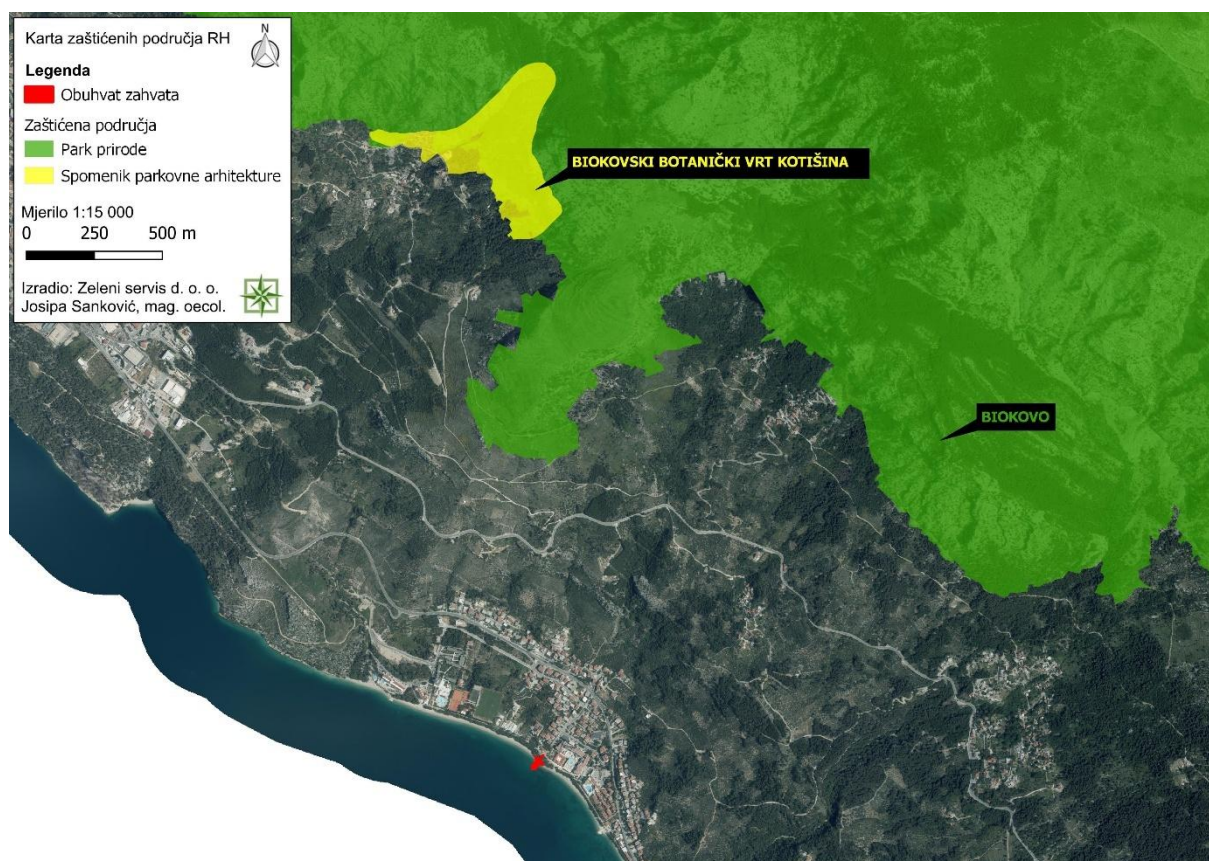 Karta zaštićenih područja RH
N
Legenda
Obuhvat zahvata
Zaštićena područja
Park prirode
Spomenik parkovne arhitekture
Mjerilo 1:15 000
0 250 500 m
Izradio: Zeleni servis d. o. o.
Josipa Sanković, mag. oecol.
BIOKOVSKI BOTANIČKI VRT KOTIŠINA
BIOKOVO